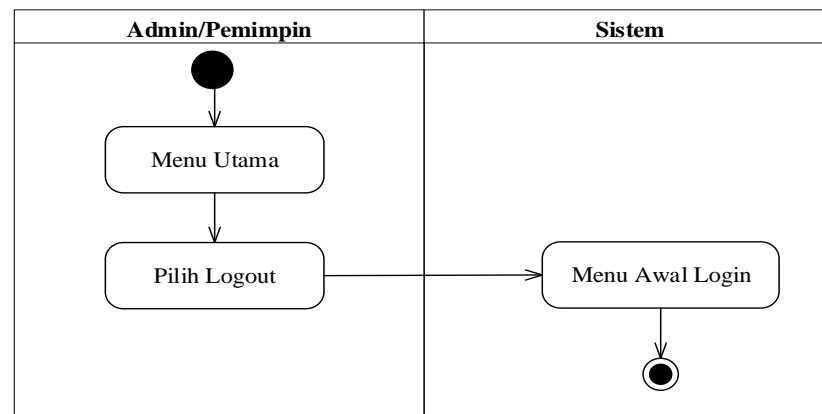 Admin/Pemimpin
Sistem
Menu Utama
Pilih Logout
Menu Awal Login